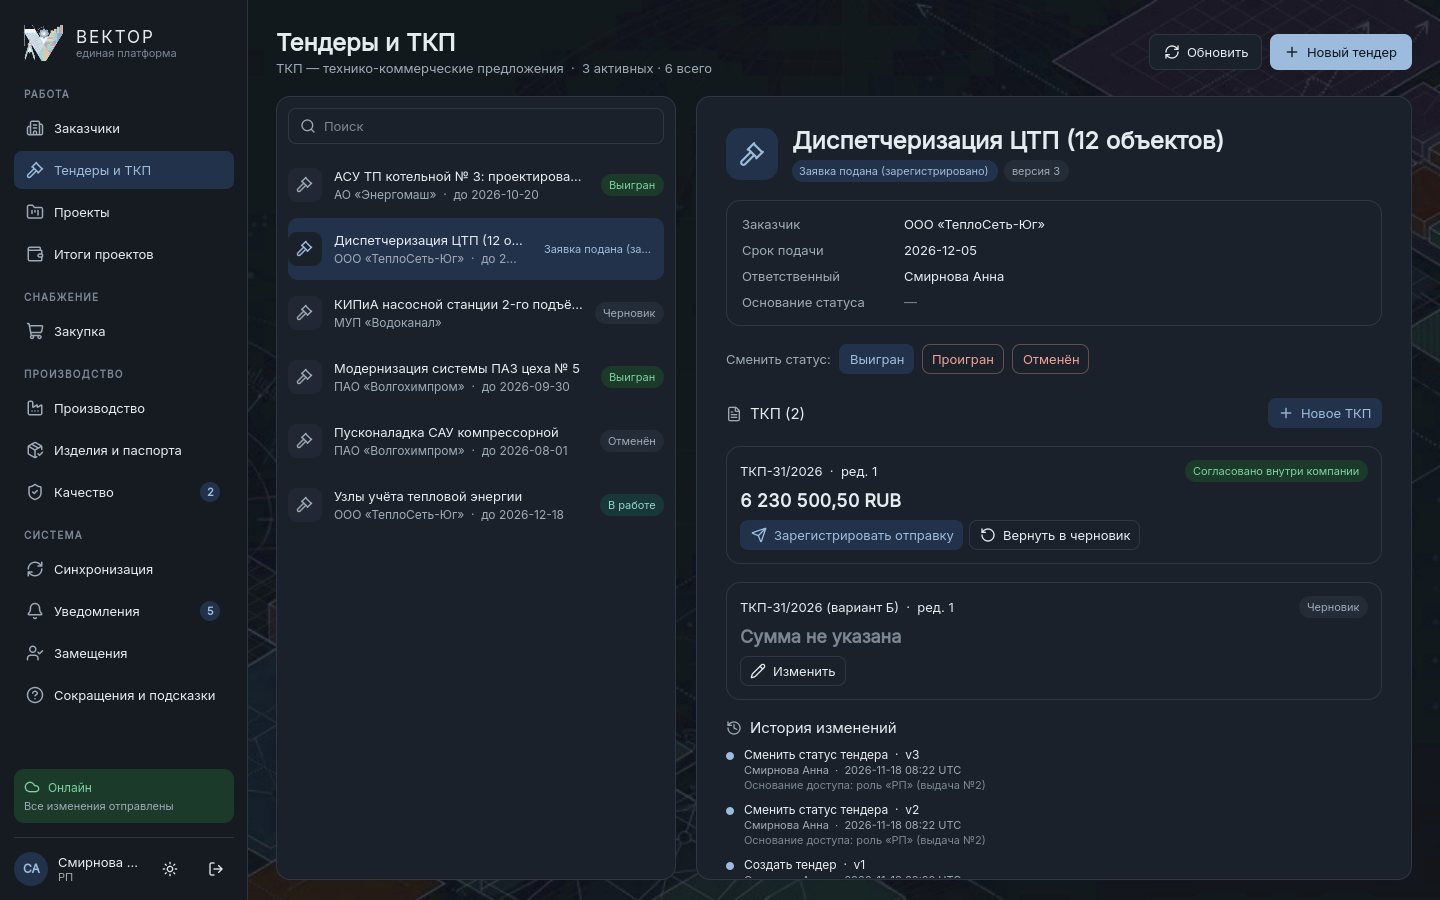 ВЕКТОР
единая платформа
РАБОТА
Заказчики
Тендеры и ТКП
Проекты
Итоги проектов
СНАБЖЕНИЕ
Закупка
ПРОИЗВОДСТВО
Производство
Изделия и паспорта
Качество 2
СИСТЕМА
Синхронизация
Уведомления 5
Замещения
Сокращения и подсказки
Онлайн
Все изменения отправлены
СА
Смирнова ...
РП
Тендеры и ТКП
ТКП — технико-коммерческие предложения · 3 активных · 6 всего
Обновить
Новый тендер
Поиск
АСУ ТП котельной № 3: проектирова...
АО «Энергомаш» · до 2026-10-20
Выигран
Диспетчеризация ЦТП (12 о...
ООО «ТеплоСеть-Юг» · до 2...
Заявка подана (за...
КИПиА насосной станции 2-го подъё...
МУП «Водоканал»
Черновик
Модернизация системы ПАЗ цеха № 5
ПАО «Волгохимпром» · до 2026-09-30
Выигран
Пусконаладка САУ компрессорной
ПАО «Волгохимпром» · до 2026-08-01
Отменён
Узлы учёта тепловой энергии
ООО «ТеплоСеть-Юг» · до 2026-12-18
В работе
Диспетчеризация ЦТП (12 объектов)
Заявка подана (зарегистрировано) версия 3
Заказчик ООО «ТеплоСеть-Юг»
Срок подачи 2026-12-05
Ответственный Смирнова Анна
Основание статуса —
Сменить статус: Выигран Проигран Отменён
ТКП (2)
Новое ТКП
ТКП-31/2026 · ред. 1
Согласовано внутри компании
6 230 500,50 RUB
Зарегистрировать отправку
Вернуть в черновик
ТКП-31/2026 (вариант Б) · ред. 1
Черновик
Сумма не указана
Изменить
История изменений
Сменить статус тендера · v3
Смирнова Анна · 2026-11-18 08:22 UTC
Основание доступа: роль «РП» (выдача №2)
Сменить статус тендера · v2
Смирнова Анна · 2026-11-18 08:22 UTC
Основание доступа: роль «РП» (выдача №2)
Создать тендер · v1